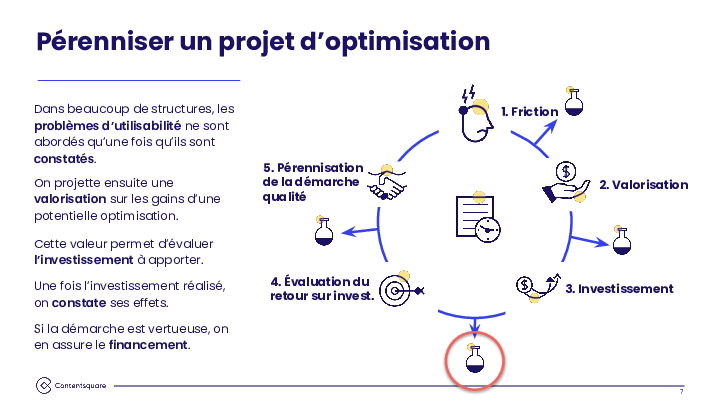 Pérenniser un projet d’optimisation
Dans beaucoup de structures, les
problèmes d’utilisabilité ne sont
abordés qu’une fois qu’ils sont
constatés.
On projette ensuite une
valorisation sur les gains d’une
potentielle optimisation.
Cette valeur permet d’évaluer
l’investissement à apporter.
Une fois l’investissement réalisé,
on constate ses effets.
Si la démarche est vertueuse, on
en assure le financement.
1. Friction
$
2. Valorisation
$
3. Investissement
4. Évaluation du
retour sur invest.
5. Pérennisation
de la démarche
qualité
Contentsquare
7